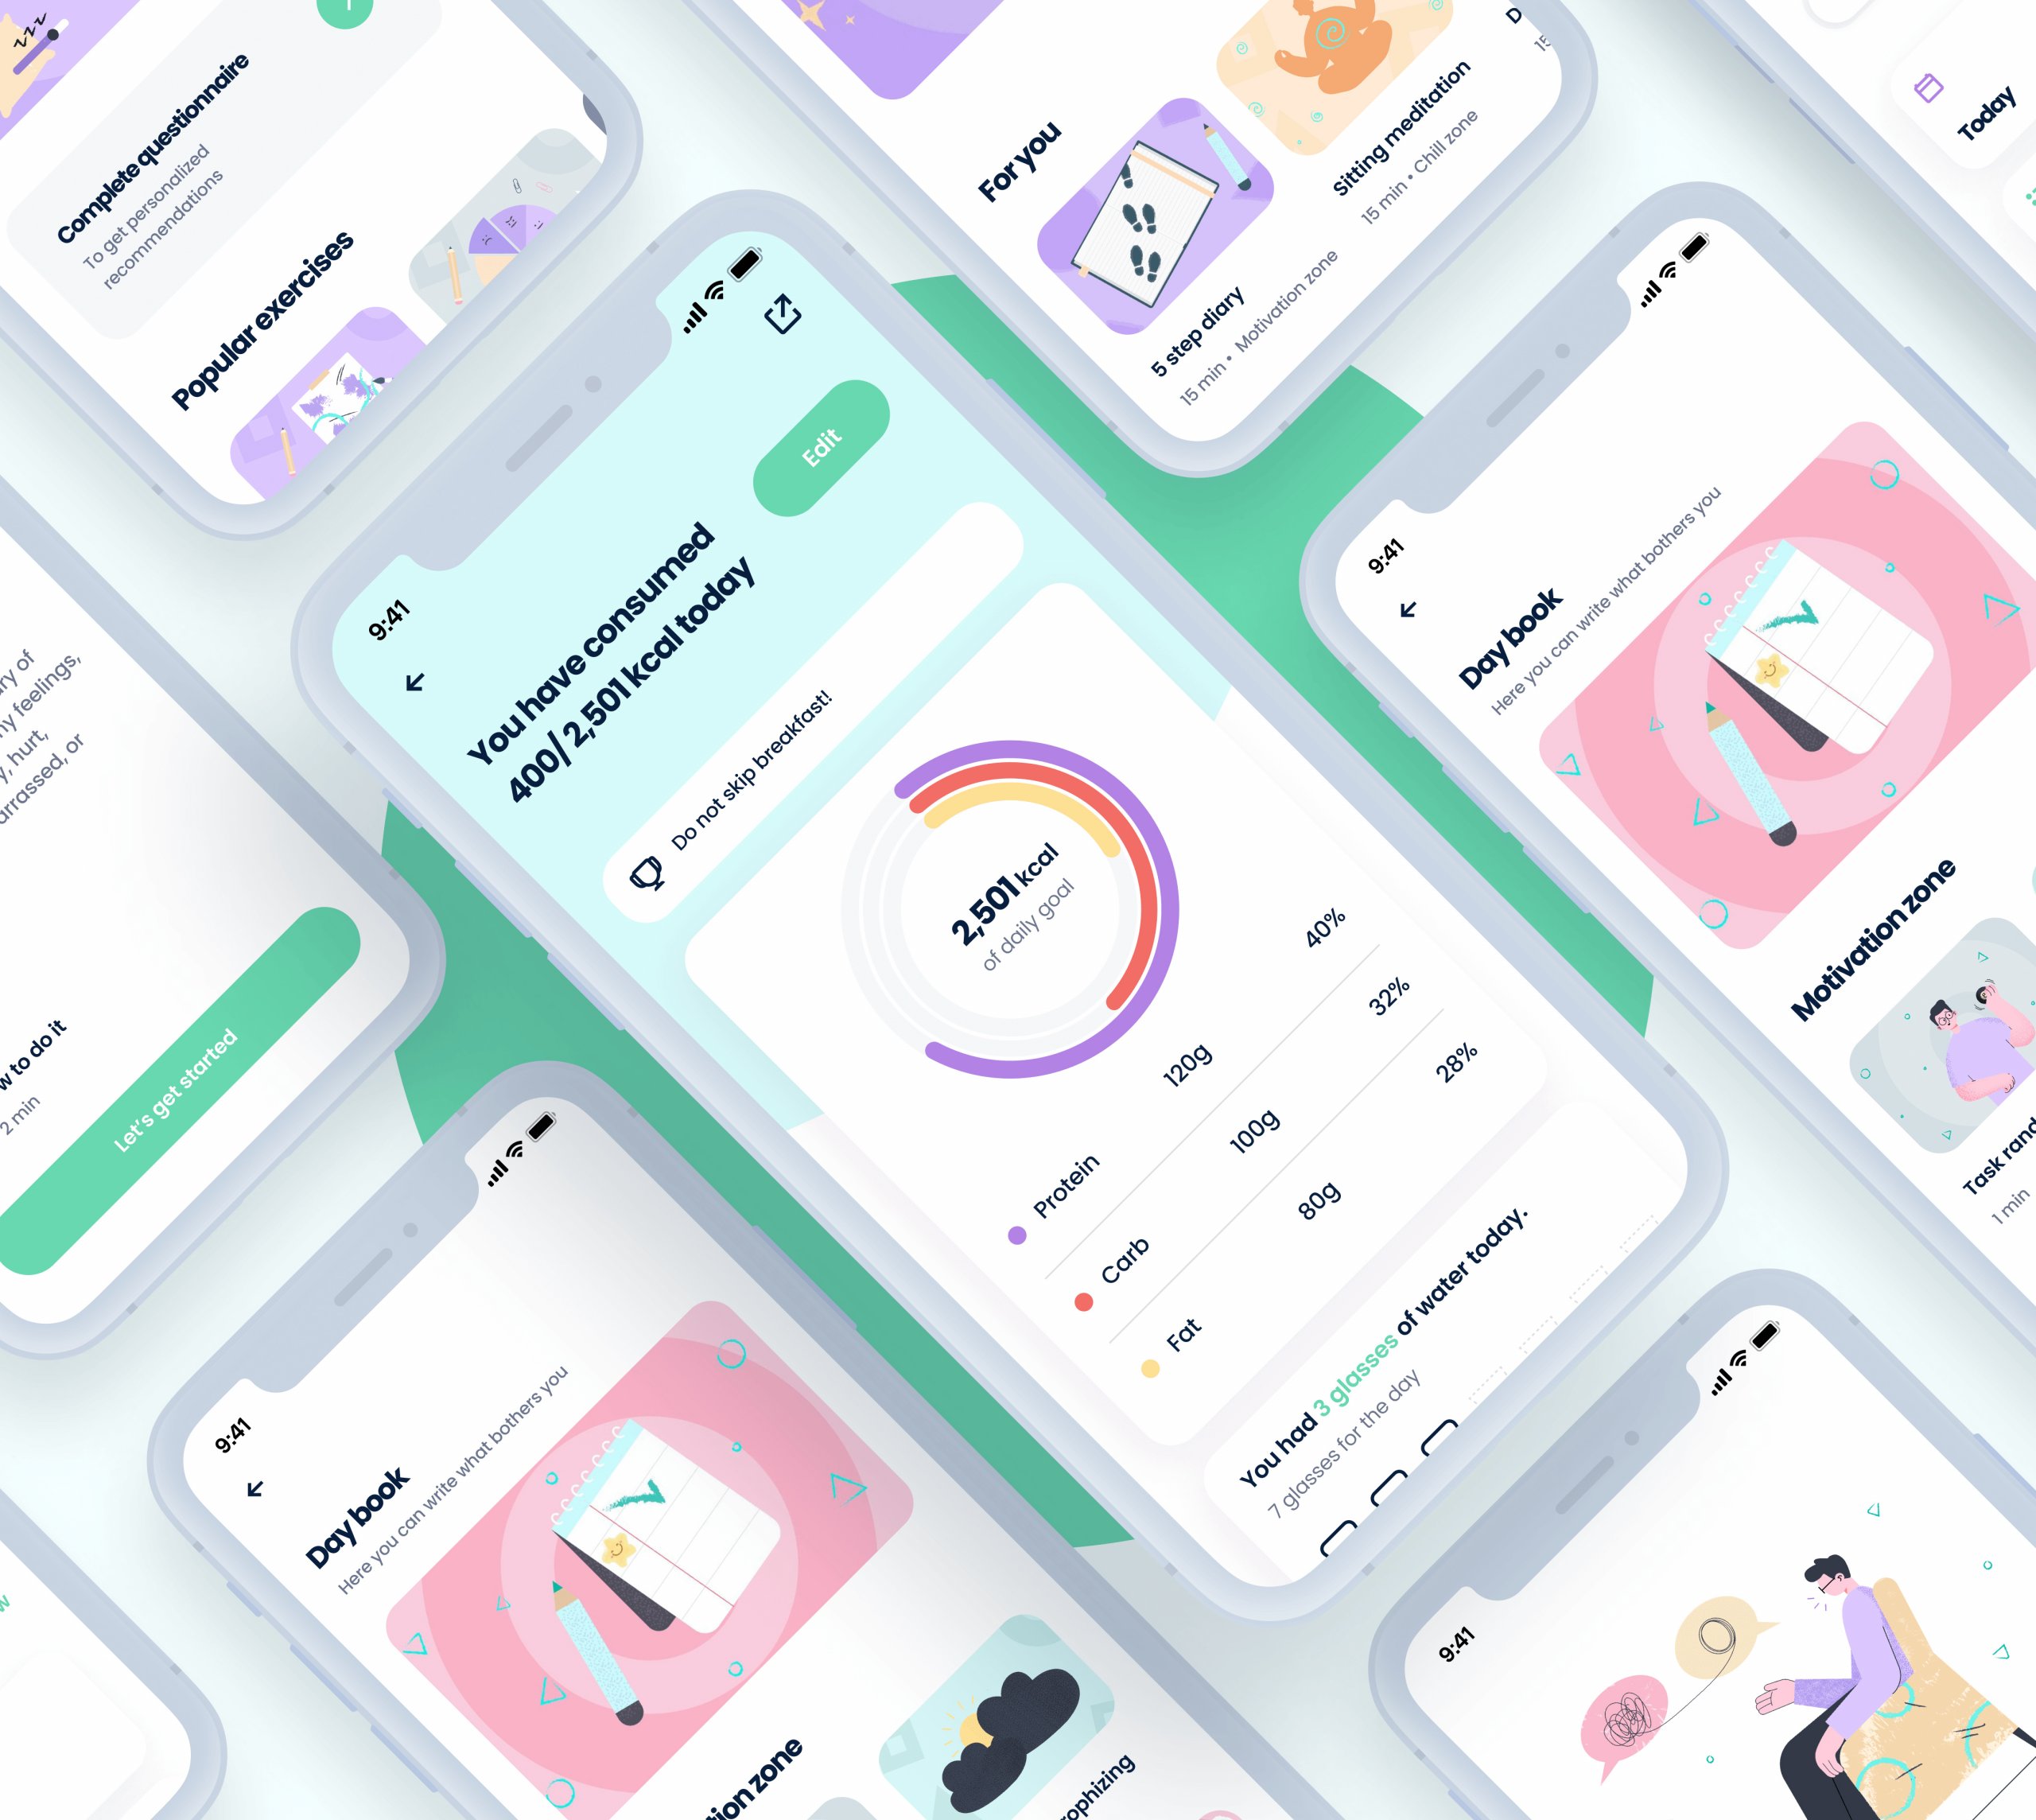 Complete questionnaire
To get personalized
recommendations
Popular exercises
For you
5 step diary
15 min • Motivation zone
Sitting meditation
15 min • Chill zone
D
15
Today
9:41
You have consumed
400/2,501 kcal today
Edit
Do not skip breakfast!
2,501 kcal
of daily goal
Protein 120g 40%
Carb 100g 32%
Fat 80g 28%
You had 3 glasses of water today.
7 glasses for the day
9:41
Day book
Here you can write what bothers you
Motivation zone
Task rand
1 min
ry of
ny feelings,
y, hurt,
arrassed, or
w to do it
2 min
Let's get started
9:41
Day book
Here you can write what bothers you
tion zone
rophizing
w
9:41